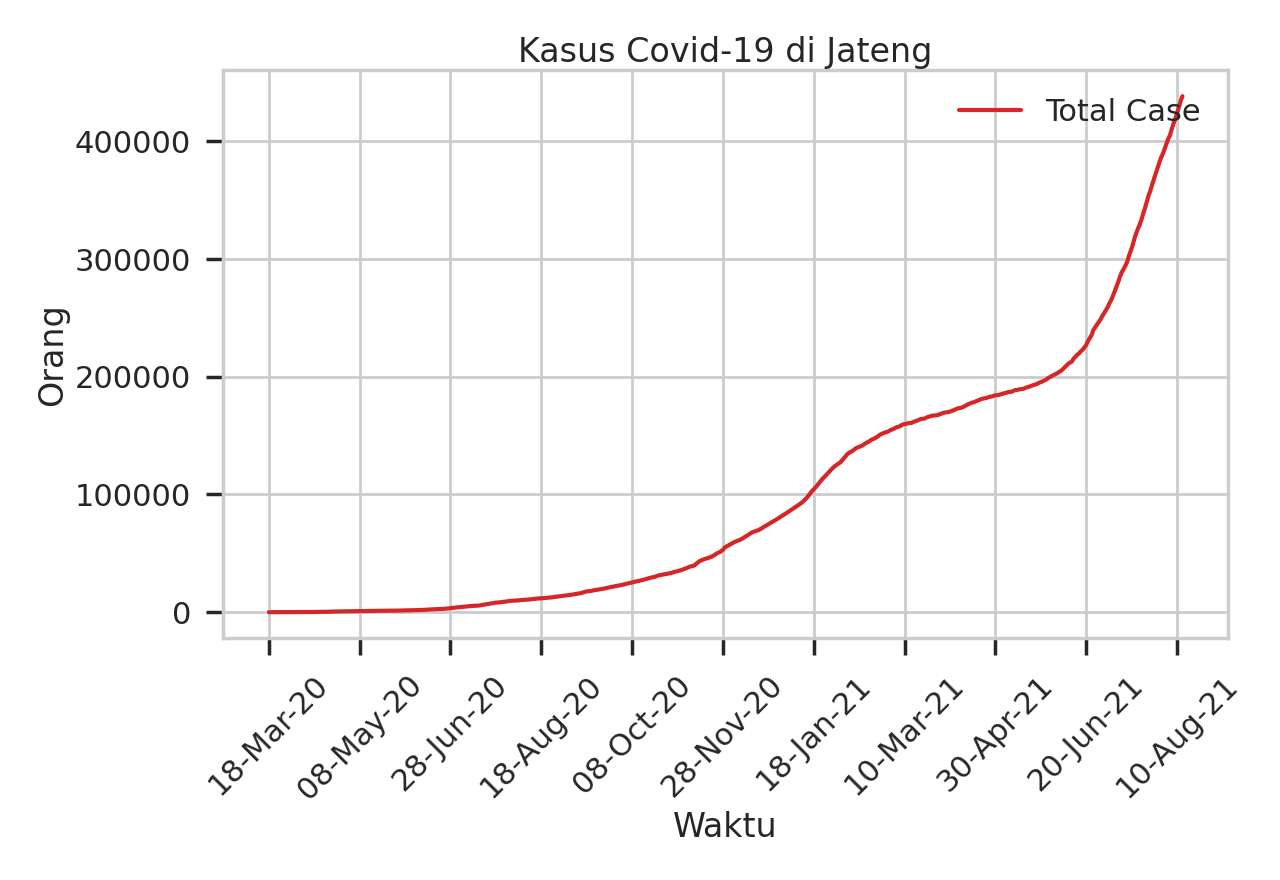 Kasus Covid-19 di Jateng
Total Case
Orang
400000
300000
200000
100000
0
18-Mar-20
08-May-20
28-Jun-20
18-Aug-20
08-Oct-20
28-Nov-20
18-Jan-21
10-Mar-21
30-Apr-21
20-Jun-21
10-Aug-21
Waktu